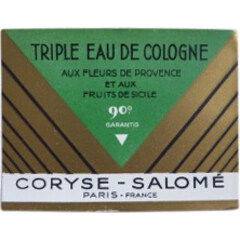 TRIPLE EAU DE COLOGNE
AUX FLEURS DE PROVENCE
ET AUX
FRUITS DE SICILE
90°
GARANTIS
CORYSE - SALOMÉ
PARIS - FRANCE